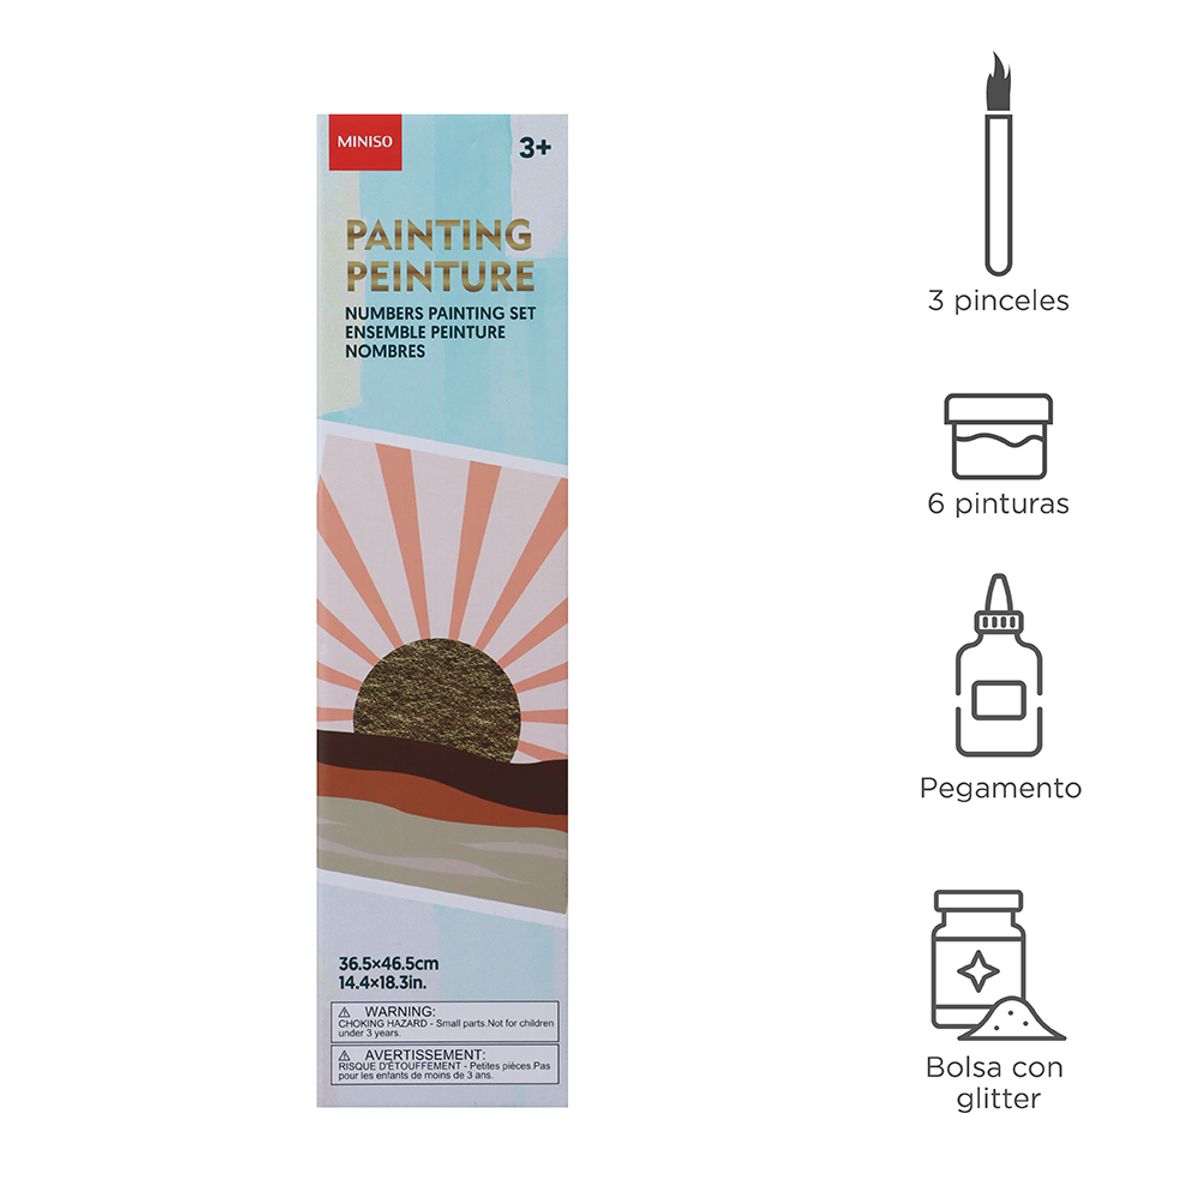 MINISO
3+
PAINTING
PEINTURE
NUMBERS PAINTING SET
ENSEMBLE PEINTURE
NOMBRES
36.5×46.5cm
14.4×18.3in.
⚠ WARNING:
CHOKING HAZARD - Small parts.Not for children
under 3 years.
⚠ AVERTISSEMENT:
RISQUE D'ÉTOUFFEMENT - Petites pièces.Pas
pour les enfants de moins de 3 ans.
3 pinceles
6 pinturas
Pegamento
Bolsa con
glitter